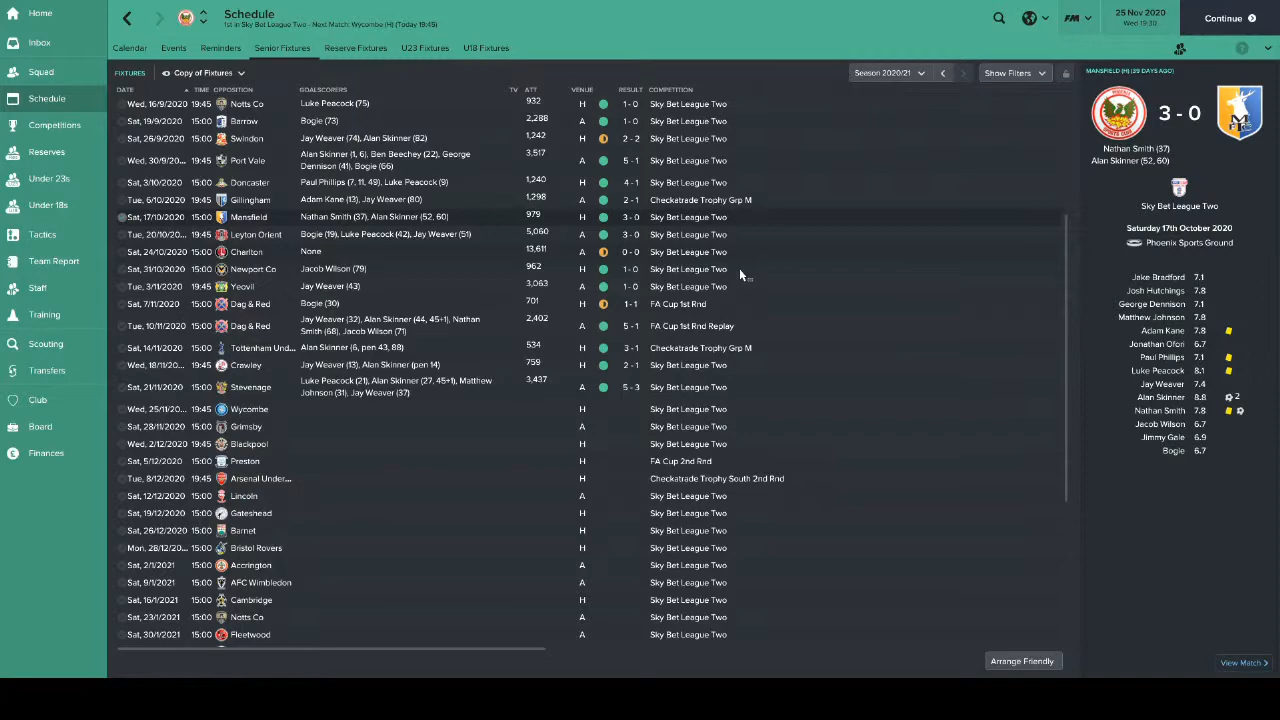 Home
Inbox
Squad
Schedule
Competitions
Reserves
Under 23s
Under 18s
Tactics
Team Report
Staff
Training
Scouting
Transfers
Club
Board
Finances
Schedule
1st in Sky Bet League Two - Next Match: Wycombe (H) (Today 19:45)
FM
25 Nov 2020
Wed 19:30
Continue
Calendar Events Reminders Senior Fixtures Reserve Fixtures U23 Fixtures U18 Fixtures
FIXTURES Copy of Fixtures Season 2020/21 Show Filters
DATE TIME OPPOSITION GOALSCORERS TV ATT VENUE RESULT COMPETITION
Wed, 16/9/2020 19:45 Notts Co Luke Peacock (75) 932 H 1 - 0 Sky Bet League Two
Sat, 19/9/2020 15:00 Barrow Bogie (73) 2,288 A 1 - 0 Sky Bet League Two
Sat, 26/9/2020 15:00 Swindon Jay Weaver (74), Alan Skinner (82) 1,242 H 2 - 2 Sky Bet League Two
Wed, 30/9/20... 19:45 Port Vale Alan Skinner (1, 6), Ben Beechey (22), George Dennison (41), Bogie (66) 3,517 A 5 - 1 Sky Bet League Two
Sat, 3/10/2020 15:00 Doncaster Paul Phillips (7, 11, 49), Luke Peacock (9) 1,240 H 4 - 1 Sky Bet League Two
Tue, 6/10/2020 19:45 Gillingham Adam Kane (13), Jay Weaver (80) 1,298 H 2 - 1 Checkatrade Trophy Grp M
Sat, 17/10/2020 15:00 Mansfield Nathan Smith (37), Alan Skinner (52, 60) 979 H 3 - 0 Sky Bet League Two
Tue, 20/10/20... 19:45 Leyton Orient Bogie (19), Luke Peacock (42), Jay Weaver (51) 5,060 A 3 - 0 Sky Bet League Two
Sat, 24/10/2020 15:00 Charlton None 13,611 A 0 - 0 Sky Bet League Two
Sat, 31/10/2020 15:00 Newport Co Jacob Wilson (79) 962 H 1 - 0 Sky Bet League Two
Tue, 3/11/2020 19:45 Yeovil Jay Weaver (43) 3,063 A 1 - 0 Sky Bet League Two
Sat, 7/11/2020 15:00 Dag & Red Bogie (30) 701 H 1 - 1 FA Cup 1st Rnd
Tue, 10/11/2020 19:45 Dag & Red Jay Weaver (32), Alan Skinner (44, 45+1), Nathan Smith (68), Jacob Wilson (71) 2,402 A 5 - 1 FA Cup 1st Rnd Replay
Sat, 14/11/2020 15:00 Tottenham Und... Alan Skinner (6, pen 43, 88) 534 H 3 - 1 Checkatrade Trophy Grp M
Wed, 18/11/20... 19:45 Crawley Jay Weaver (13), Alan Skinner (pen 14) 759 H 2 - 1 Sky Bet League Two
Sat, 21/11/2020 15:00 Stevenage Luke Peacock (21), Alan Skinner (27, 45+1), Matthew Johnson (31), Jay Weaver (37) 3,437 A 5 - 3 Sky Bet League Two
Wed, 25/11/20... 19:45 Wycombe H Sky Bet League Two
Sat, 28/11/2020 15:00 Grimsby A Sky Bet League Two
Wed, 2/12/2020 19:45 Blackpool H Sky Bet League Two
Sat, 5/12/2020 15:00 Preston H FA Cup 2nd Rnd
Tue, 8/12/2020 19:45 Arsenal Under... H Checkatrade Trophy South 2nd Rnd
Sat, 12/12/2020 15:00 Lincoln A Sky Bet League Two
Sat, 19/12/2020 15:00 Gateshead H Sky Bet League Two
Sat, 26/12/2020 15:00 Barnet H Sky Bet League Two
Mon, 28/12/20... 15:00 Bristol Rovers H Sky Bet League Two
Sat, 2/1/2021 15:00 Accrington A Sky Bet League Two
Sat, 9/1/2021 15:00 AFC Wimbledon A Sky Bet League Two
Sat, 16/1/2021 15:00 Cambridge H Sky Bet League Two
Sat, 23/1/2021 15:00 Notts Co A Sky Bet League Two
Sat, 30/1/2021 15:00 Fleetwood A Sky Bet League Two
Arrange Friendly
MANSFIELD (H) (39 DAYS AGO)
3 - 0
Nathan Smith (37)
Alan Skinner (52, 60)
Sky Bet League Two
Saturday 17th October 2020
Phoenix Sports Ground
Jake Bradford 7.1
Josh Hutchings 7.8
George Dennison 7.1
Matthew Johnson 7.8
Adam Kane 7.8
Jonathan Ofori 7.2
Paul Phillips 7.1
Luke Peacock 8.1
Jay Weaver 7.4
Alan Skinner 8.8 2
Nathan Smith 7.8
Jacob Wilson 6.7
Jimmy Gale 6.9
Bogie 6.7
View Match >